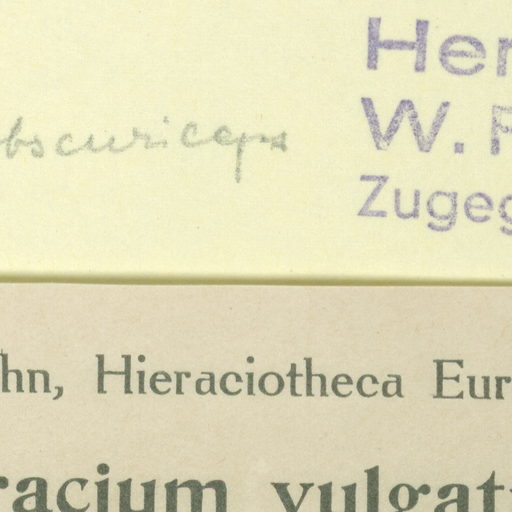 Her
W. F
obscuriceps
Zugeg
hn, Hieraciotheca Eur
racium vulgat